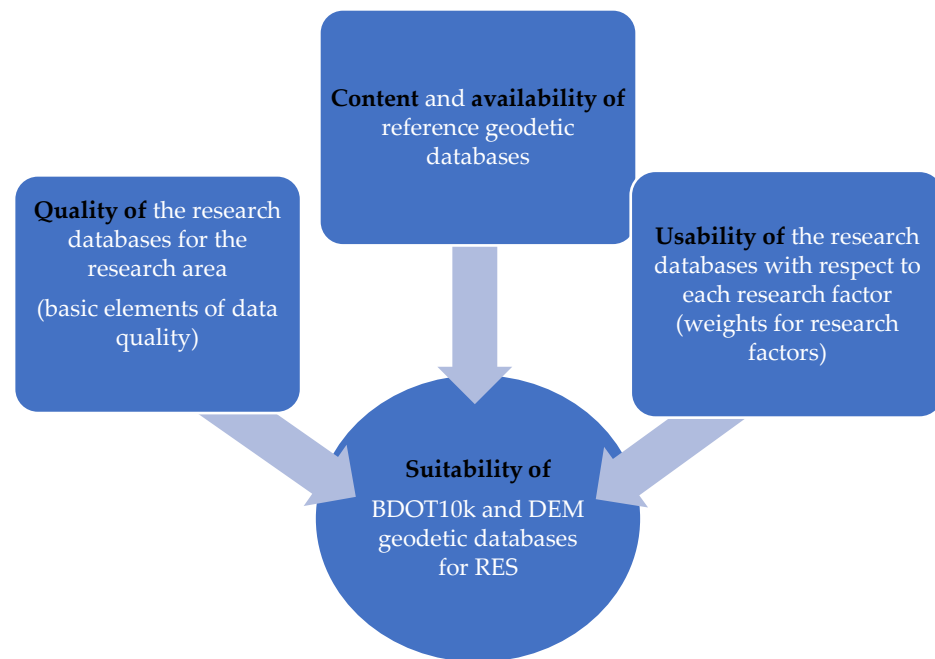 Content and availability of
reference geodetic
databases
Quality of the research
databases for the
research area
(basic elements of data
quality)
Usability of the research
databases with respect to
each research factor
(weights for research
factors)
Suitability of
BDOT10k and DEM
geodetic databases
for RES